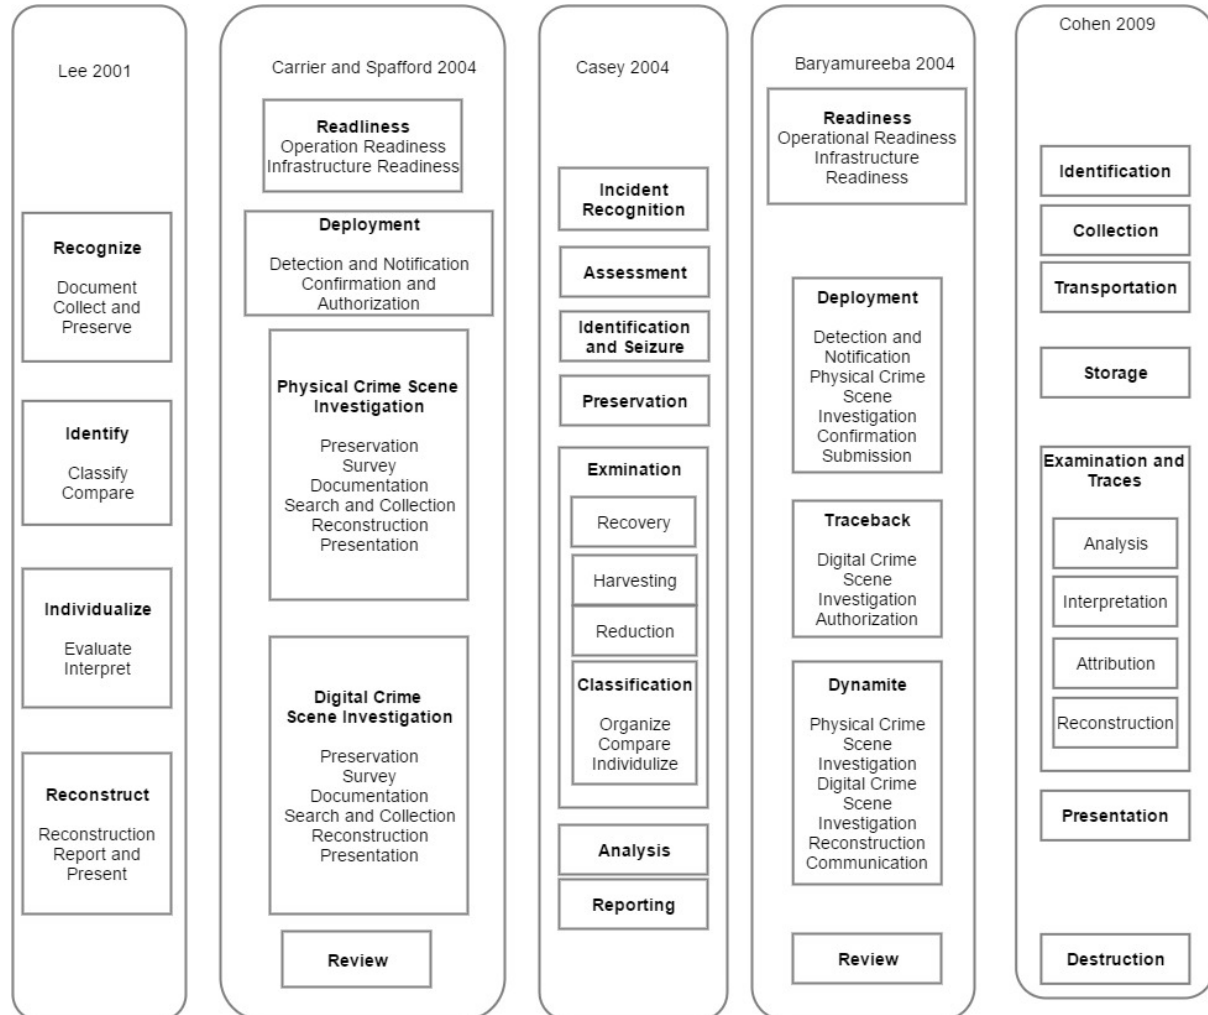 Lee 2001
Recognize
Document
Collect and
Preserve
Identify
Classify
Compare
Individualize
Evaluate
Interpret
Reconstruct
Reconstruction
Report and
Present
Carrier and Spafford 2004
Readliness
Operation Readiness
Infrastructure Readiness
Deployment
Detection and Notification
Confirmation and
Authorization
Physical Crime Scene
Investigation
Preservation
Survey
Documentation
Search and Collection
Reconstruction
Presentation
Digital Crime
Scene Investigation
Preservation
Survey
Documentation
Search and Collection
Reconstruction
Presentation
Review
Casey 2004
Incident
Recognition
Assessment
Identification
and Seizure
Preservation
Exmination
Recovery
Harvesting
Reduction
Classification
Organize
Compare
Individulize
Analysis
Reporting
Baryamureeba 2004
Readiness
Operational Readiness
Infrastructure
Readiness
Deployment
Detection and
Notification
Physical Crime
Scene
Investigation
Confirmation
Submission
Traceback
Digital Crime
Scene
Investigation
Authorization
Dynamite
Physical Crime
Scene
Investigation
Digital Crime
Scene
Investigation
Reconstruction
Communication
Review
Cohen 2009
Identification
Collection
Transportation
Storage
Examination and
Traces
Analysis
Interpretation
Attribution
Reconstruction
Presentation
Destruction